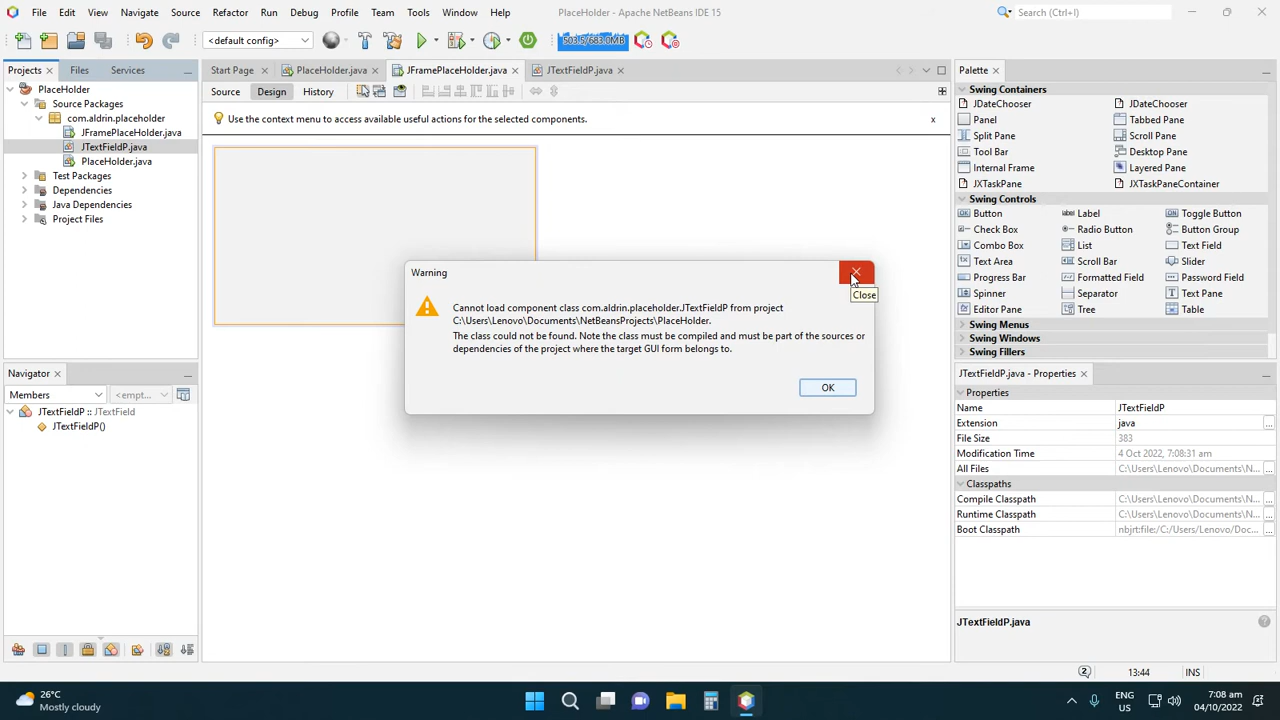 File Edit View Navigate Source Refactor Run Debug Profile Team Tools Window Help PlaceHolder - Apache NetBeans IDE 15 Search (Ctrl+I)
<default config> 503.5/683.0MB
Projects Files Services Start Page PlaceHolder.java JFramePlaceHolder.java JTextFieldP.java Palette
PlaceHolder Source Design History Swing Containers
Source Packages JDateChooser JDateChooser
com.aldrin.placeholder Use the context menu to access available useful actions for the selected components. x Panel Tabbed Pane
JFramePlaceHolder.java Split Pane Scroll Pane
JTextFieldP.java Tool Bar Desktop Pane
PlaceHolder.java Internal Frame Layered Pane
Test Packages JXTaskPane JXTaskPaneContainer
Dependencies Swing Controls
Java Dependencies Button Label Toggle Button
Project Files Check Box Radio Button Button Group
Combo Box List Text Field
Text Area Scroll Bar Slider
Warning Progress Bar Formatted Field Password Field
Close Spinner Separator Text Pane
Cannot load component class com.aldrin.placeholder.JTextFieldP from project Editor Pane Tree Table
C:\Users\Lenovo\Documents\NetBeansProjects\PlaceHolder. Swing Menus
The class could not be found. Note the class must be compiled and must be part of the sources or Swing Windows
dependencies of the project where the target GUI form belongs to. Swing Fillers
OK
Navigator JTextFieldP.java - Properties
Members <empt... Properties
JTextFieldP :: JTextField Name JTextFieldP
JTextFieldP() Extension java ...
File Size 383
Modification Time 4 Oct 2022, 7:08:31 am
All Files C:\Users\Lenovo\Documents\N... ...
Classpaths
Compile Classpath C:\Users\Lenovo\Documents\N... ...
Runtime Classpath C:\Users\Lenovo\Documents\N... ...
Boot Classpath nbjrt:file:/C:/Users/Lenovo/Doc... ...
JTextFieldP.java
2 13:44 INS
26°C ENG 7:08 am
Mostly cloudy US 04/10/2022